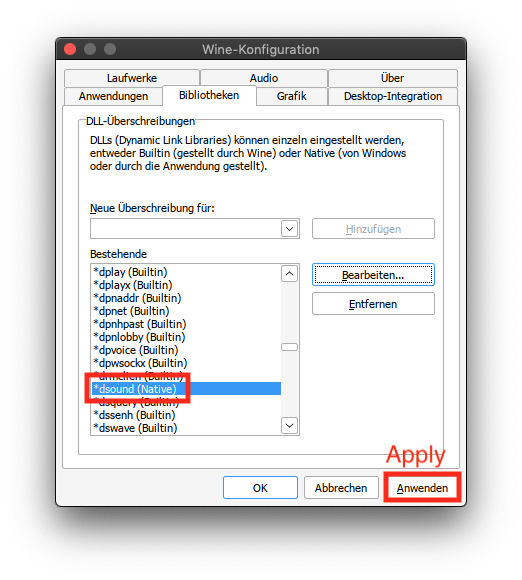 Wine-Konfiguration
Laufwerke
Audio
Über
Anwendungen
Bibliotheken
Grafik
Desktop-Integration
DLL-Überschreibungen
DLLs (Dynamic Link Libraries) können einzeln eingestellt werden,
entweder Builtin (gestellt durch Wine) oder Native (von Windows
oder durch die Anwendung gestellt).
Neue Überschreibung für:
Hinzufügen
Bestehende
*dplay (Builtin)
*dplayx (Builtin)
*dpnaddr (Builtin)
*dpnet (Builtin)
*dpnhpast (Builtin)
*dpnlobby (Builtin)
*dpvoice (Builtin)
*dpwsockx (Builtin)
*drmclien (Builtin)
*dsound (Native)
*dsquery (Builtin)
*dssenh (Builtin)
*dswave (Builtin)
Bearbeiten...
Entfernen
Apply
OK
Abbrechen
Anwenden